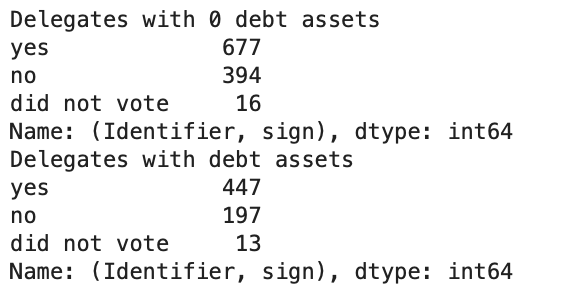 Delegates with 0 debt assets
yes                677
no                 394
did not vote        16
Name: (Identifier, sign), dtype: int64
Delegates with debt assets
yes                447
no                 197
did not vote        13
Name: (Identifier, sign), dtype: int64